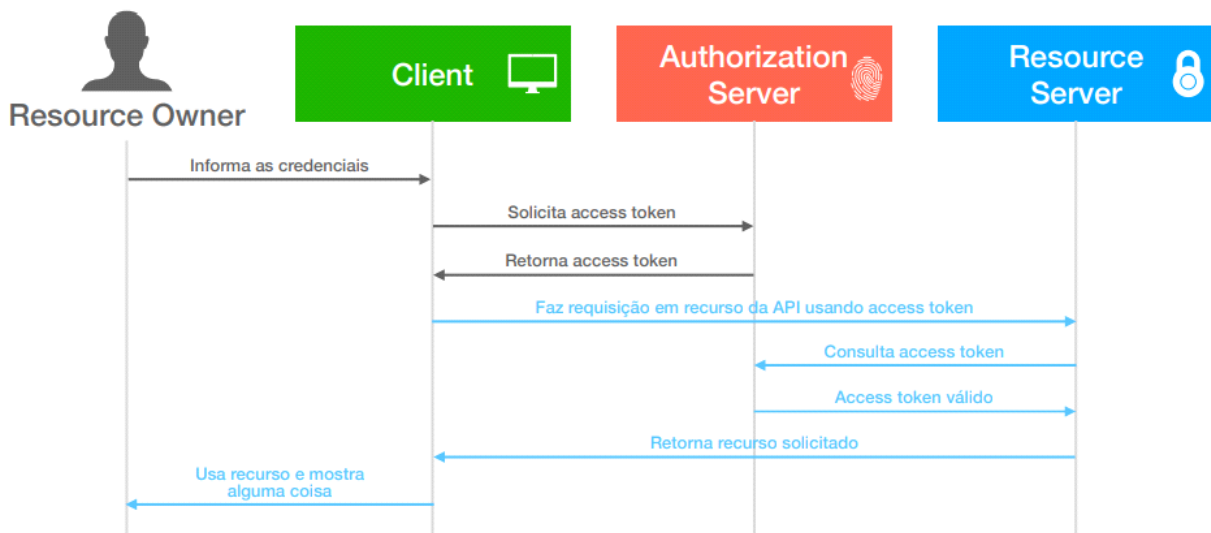 Resource Owner
Client
Authorization
Server
Resource
Server
Informa as credenciais
Solicita access token
Retorna access token
Faz requisição em recurso da API usando access token
Consulta access token
Access token válido
Retorna recurso solicitado
Usa recurso e mostra
alguma coisa